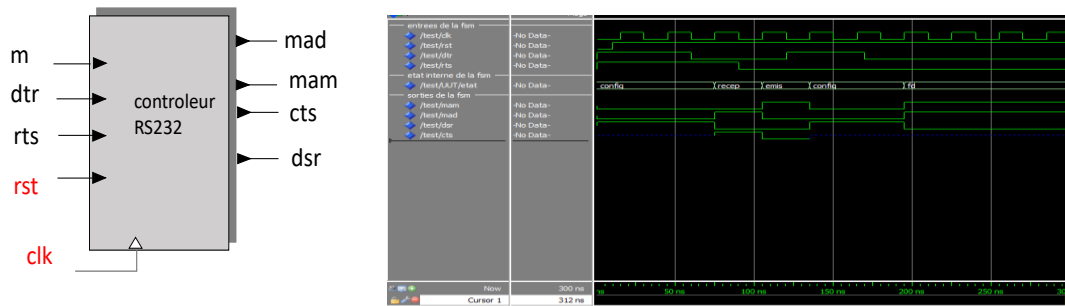 m
dtr
rts
rst
clk
controleur
RS232
mad
mam
cts
dsr
entrees de la fsm
/test/clk -No Data-
/test/rst -No Data-
/test/dtr -No Data-
/test/rts -No Data-
etat interne de la fsm
/test/UUT/etat -No Data- config recep emis config fd
sorties de la fsm
/test/mam -No Data-
/test/mad -No Data-
/test/dsr -No Data-
/test/cts -No Data-
Now 300 ns ns 50 ns 100 ns 150 ns 200 ns 250 ns 30
Cursor 1 312 ns